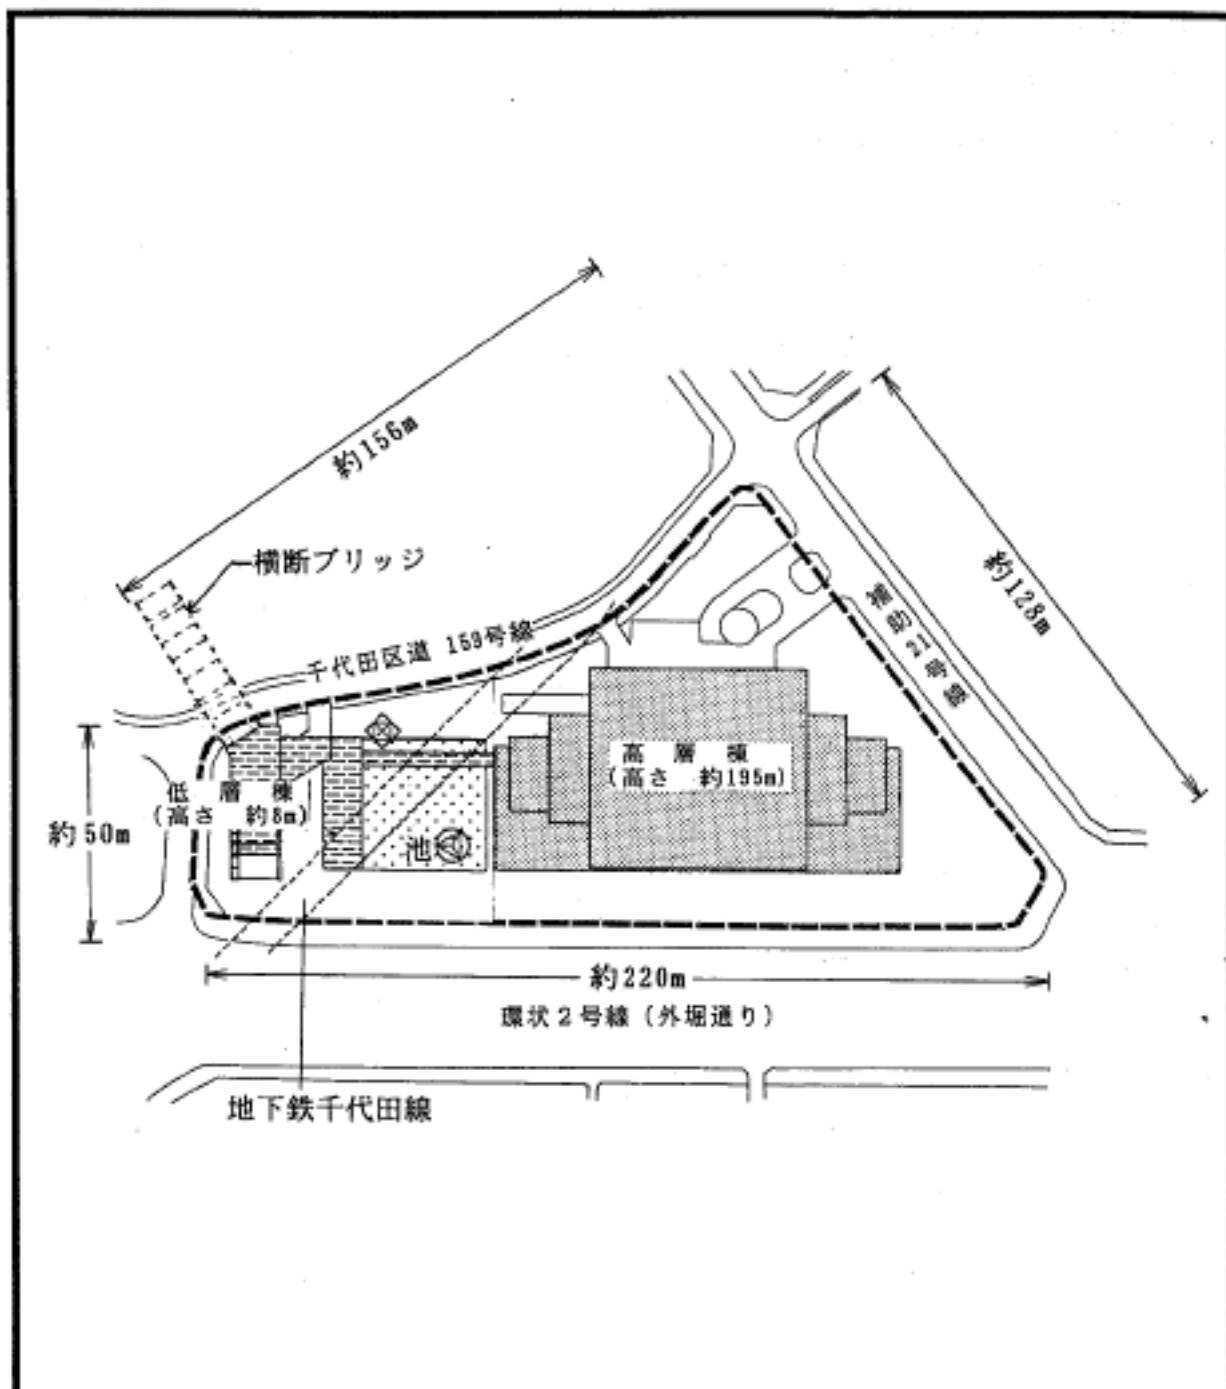 約156m
横断ブリッジ
千代田区道 159号線
約128m
補助21号線
高 層 棟
(高さ 約195m)
低 層 棟
(高さ 約8m)
約50m
池
約220m
環状2号線(外堀通り)
地下鉄千代田線